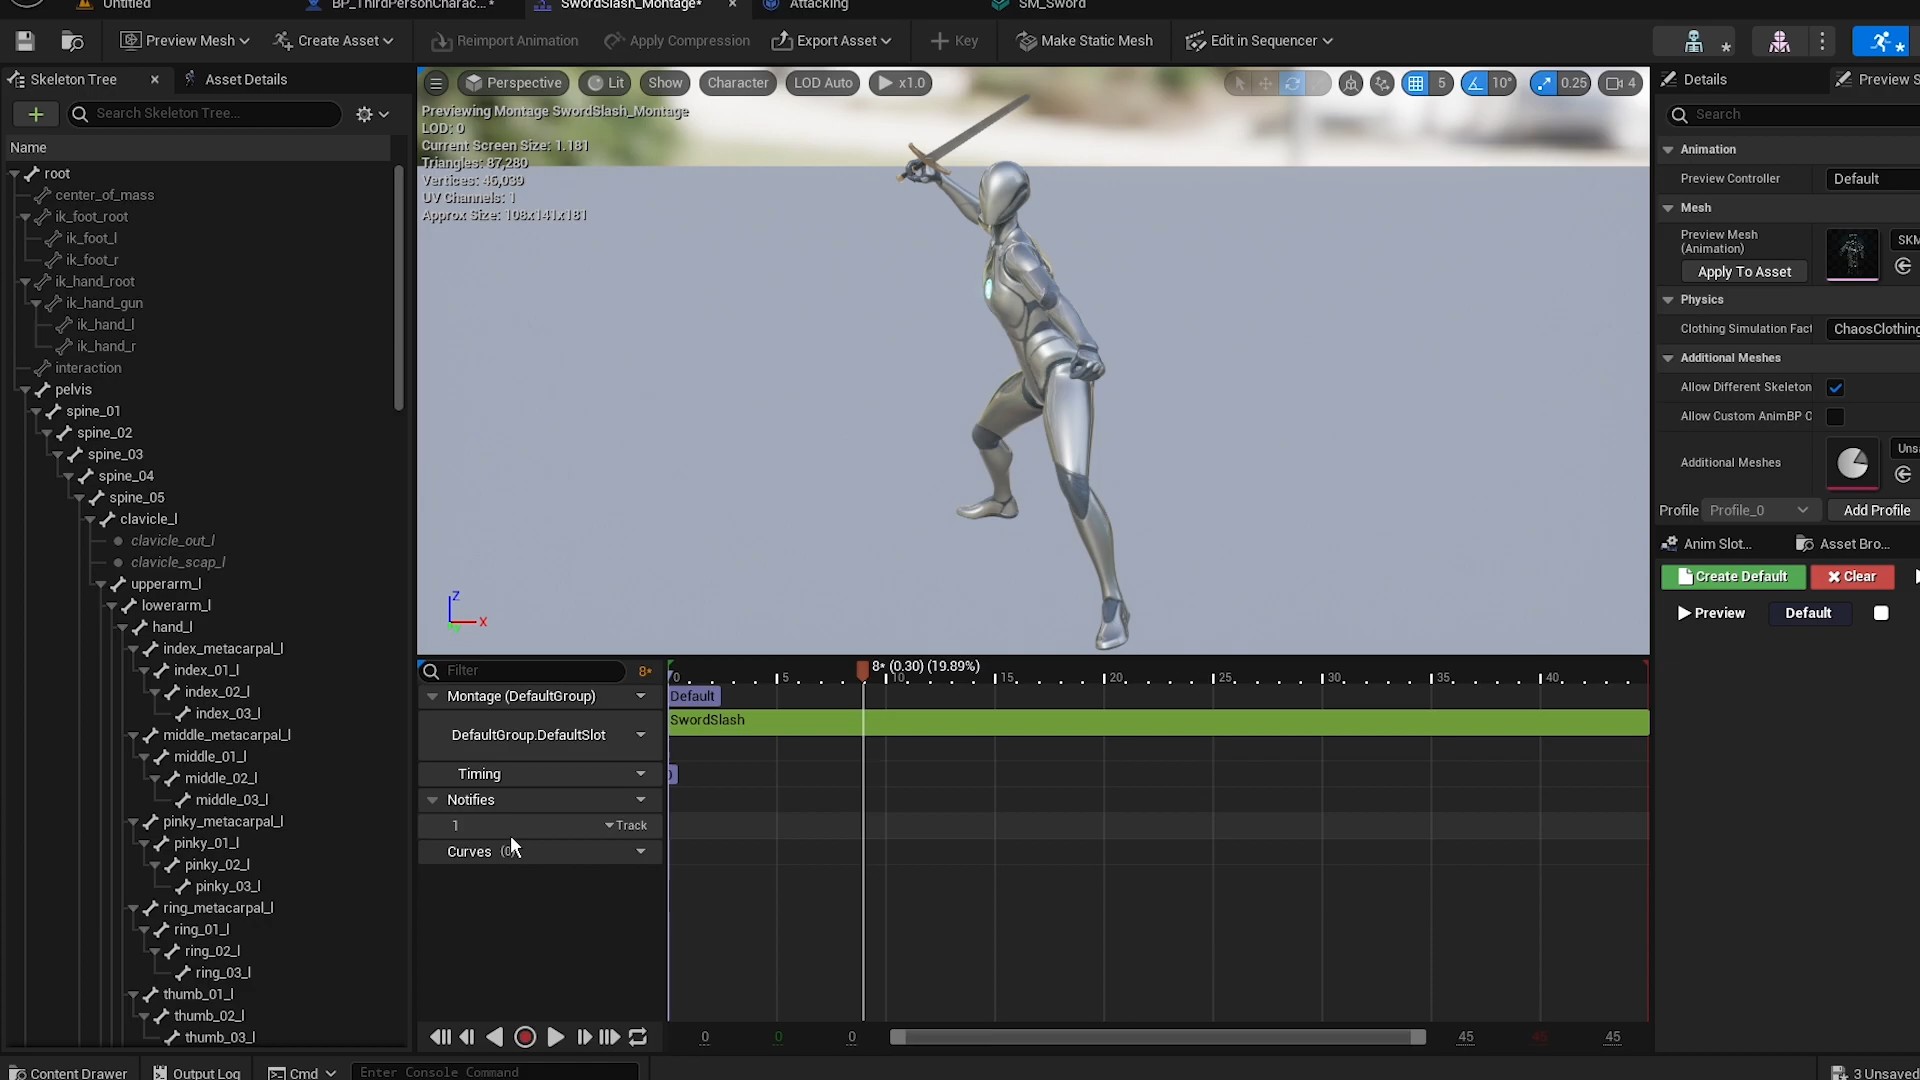 Untitled
BP_ThirdPersonCharac...*
SwordSlash_Montage*
Attacking
SM_Sword
Preview Mesh
Create Asset
Reimport Animation
Apply Compression
Export Asset
Key
Make Static Mesh
Edit in Sequencer
Skeleton Tree
Asset Details
Search Skeleton Tree...
Name
root
center_of_mass
ik_foot_root
ik_foot_l
ik_foot_r
ik_hand_root
ik_hand_gun
ik_hand_l
ik_hand_r
interaction
pelvis
spine_01
spine_02
spine_03
spine_04
spine_05
clavicle_l
clavicle_out_l
clavicle_scap_l
upperarm_l
lowerarm_l
hand_l
index_metacarpal_l
index_01_l
index_02_l
index_03_l
middle_metacarpal_l
middle_01_l
middle_02_l
middle_03_l
pinky_metacarpal_l
pinky_01_l
pinky_02_l
pinky_03_l
ring_metacarpal_l
ring_01_l
ring_02_l
ring_03_l
thumb_01_l
thumb_02_l
thumb_03_l
Perspective
Lit
Show
Character
LOD Auto
x1.0
5
10°
0.25
4
Previewing Montage SwordSlash_Montage
LOD: 0
Current Screen Size: 1.181
Triangles: 87,280
Vertices: 46,039
UV Channels: 1
Approx Size: 108x141x181
Z
X
Filter
8*
8* (0.30) (19.89%)
0
5
10
15
20
25
30
35
40
Montage (DefaultGroup)
Default
SwordSlash
DefaultGroup.DefaultSlot
Timing
Notifies
1
Track
Curves
0
0
0
45
45
45
Details
Preview S
Search
Animation
Preview Controller
Default
Mesh
Preview Mesh
(Animation)
SKM
Apply To Asset
Physics
Clothing Simulation Fact
ChaosClothing
Additional Meshes
Allow Different Skeleton
Allow Custom AnimBP O
Additional Meshes
Unsa
Profile
Profile_0
Add Profile
Anim Slot...
Asset Bro...
Create Default
Clear
Preview
Default
Content Drawer
Output Log
Cmd
Enter Console Command
3 Unsaved